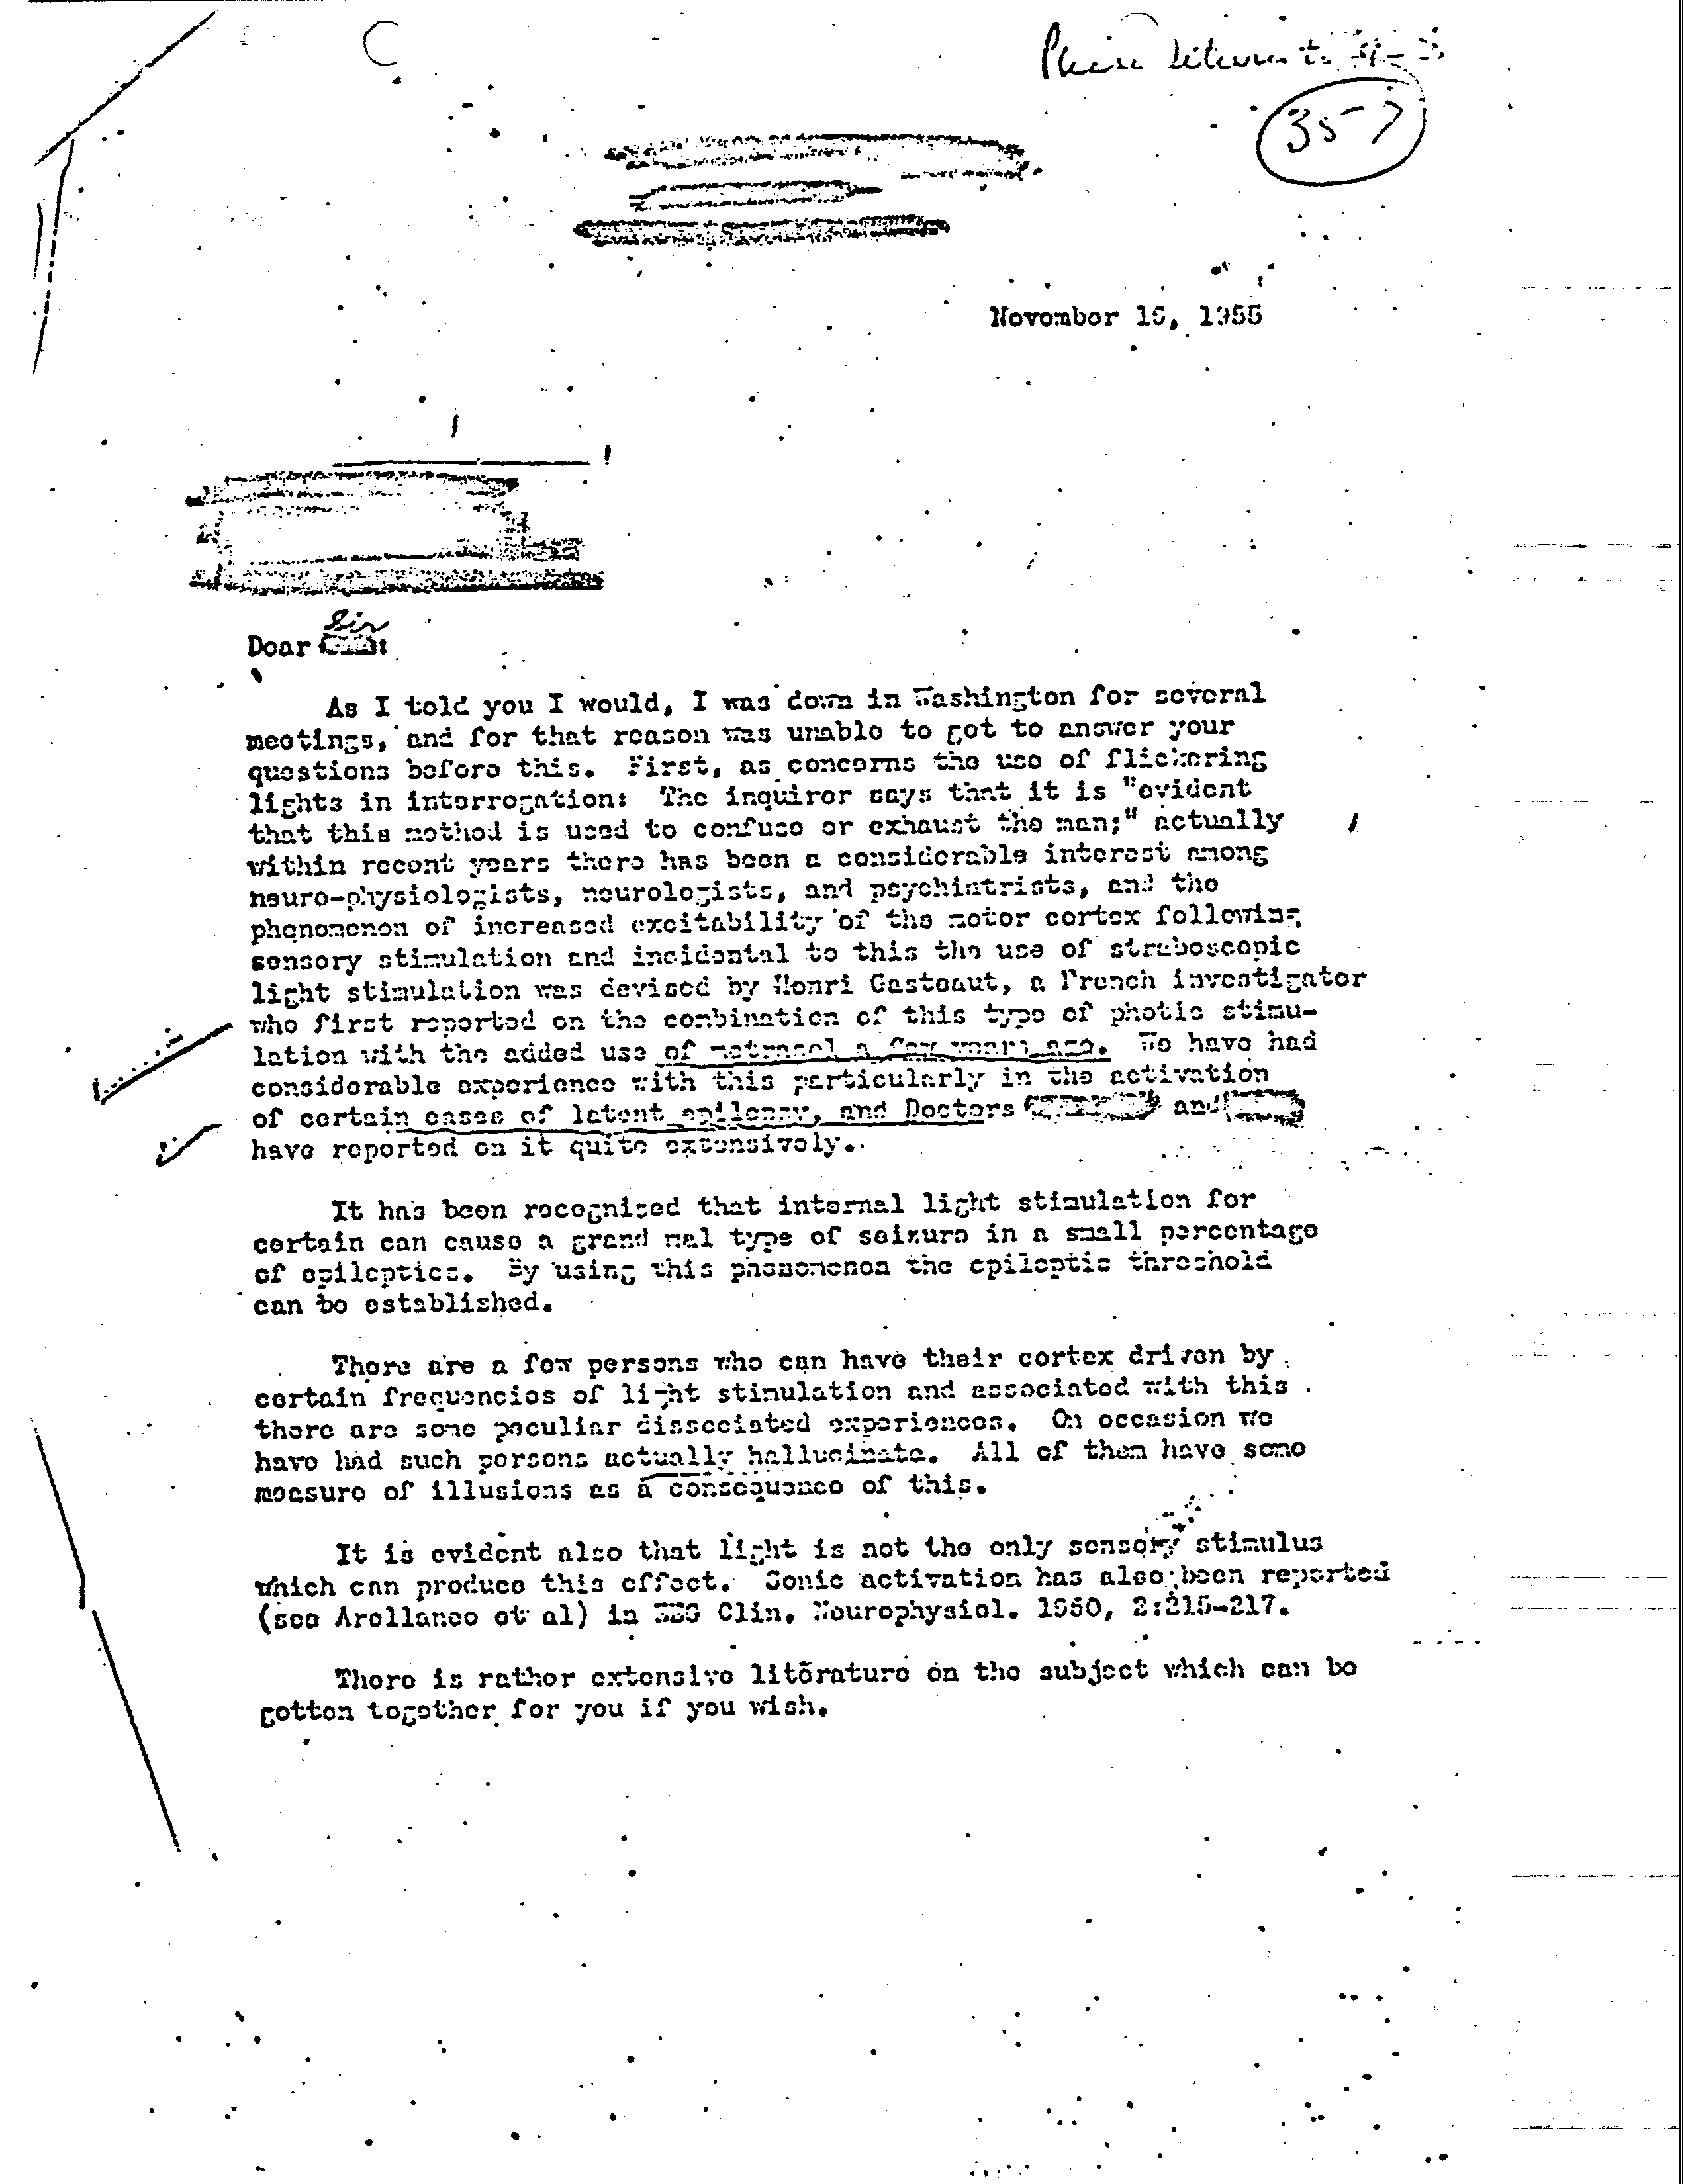 Please return to
357
November 16, 1955
Sir
Dear
As I told you I would, I was down in Washington for several
meetings, and for that reason was unable to get to answer your
questions before this. First, as concerns the use of flickering
lights in interrogation: The inquirer says that it is "evident
that this method is used to confuse or exhaust the man;" actually
within recent years there has been a considerable interest among
neuro-physiologists, neurologists, and psychiatrists, and the
phenomenon of increased excitability of the motor cortex following
sensory stimulation and incidental to this the use of straboscopic
light stimulation was devised by Henri Gasteaut, a French investigator
who first reported on the combination of this type of photic stimu-
lation with the added use of metrasol a few years ago. We have had
considerable experience with this particularly in the activation
of certain cases of latent epilepsy, and Doctors and
have reported on it quite extensively.
It has been recognized that internal light stimulation for
certain can cause a grand mal type of seizure in a small percentage
of epileptics. By using this phenomenon the epileptic threshold
can be established.
There are a few persons who can have their cortex driven by
certain frequencies of light stimulation and associated with this
there are some peculiar dissociated experiences. On occasion we
have had such persons actually hallucinate. All of them have some
measure of illusions as a consequence of this.
It is evident also that light is not the only sensory stimulus
which can produce this effect. Sonic activation has also been reported
(see Arellaneo et al) in EEG Clin. Neurophysiol. 1950, 2:215-217.
There is rather extensive literature on the subject which can be
gotten together for you if you wish.